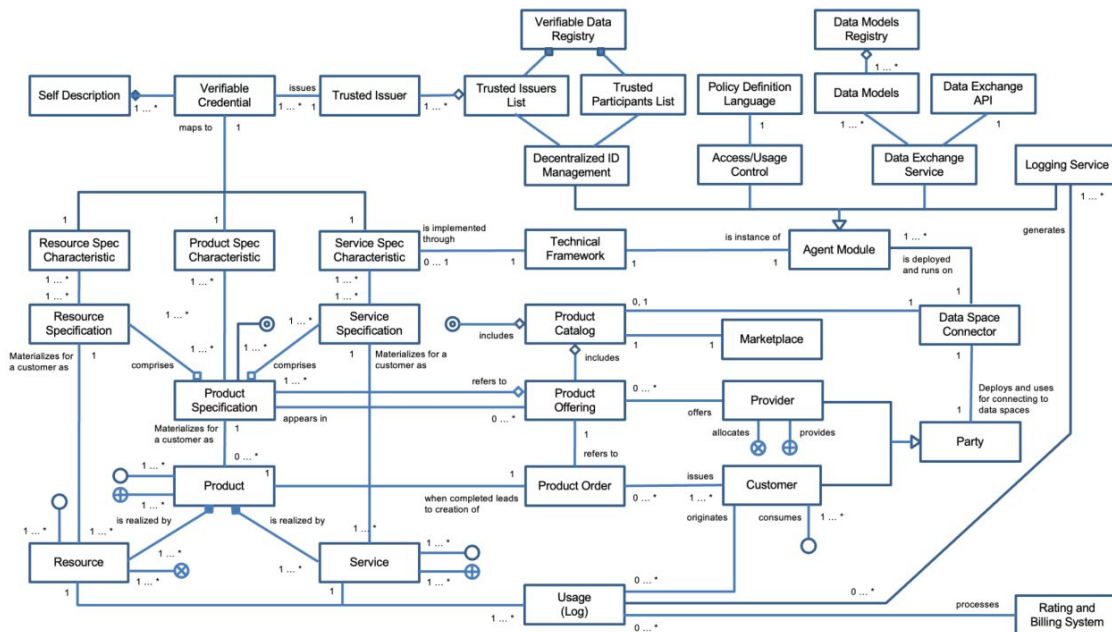 Verifiable Data
Registry
Data Models
Registry
1 ... *
Self Description
Verifiable
Credential
issues
Trusted Issuer
Trusted Issuers
List
Trusted
Participants List
Policy Definition
Language
Data Models
Data Exchange
API
1 ... *
1 ... *
1
1 ... *
maps to
1
1
1 ... *
1
Decentralized ID
Management
Access/Usage
Control
Data Exchange
Service
Logging Service
1 ... *
1
1
1
is implemented
through
generates
Resource Spec
Characteristic
Product Spec
Characteristic
Service Spec
Characteristic
Technical
Framework
is instance of
Agent Module
1 ... *
0 ... 1
1
1
1
is deployed
and runs on
1 ... *
1 ... *
1 ... *
1 ... *
1
Resource
Specification
1 ... *
1 ... *
Service
Specification
Product
Catalog
0, 1
1
Data Space
Connector
includes
1
1
Marketplace
Materializes for
a customer as
1
1 ... *
1 ... *
1
Materializes for a
customer as
includes
1
comprises
comprises
1 ... *
refers to
0 ... *
Deploys and uses
for connecting to
data spaces
Product
Specification
Product
Offering
Provider
appears in
0 ... *
offers
1
Materializes for
a customer as
1
1
allocates
provides
Party
0 ... *
refers to
1 ... *
1
1
Product
Product Order
issues
Customer
1 ... *
when completed leads
to creation of
0 ... *
1 ... *
is realized by
is realized by
originates
consumes
1 ... *
1 ... *
1 ... *
1 ... *
1 ... *
1 ... *
Resource
Service
1 ... *
1 ... *
1 ... *
1
1
0 ... *
0 ... *
Usage
(Log)
processes
Rating and
Billing System
1 ... *
0 ... *
1 ... *